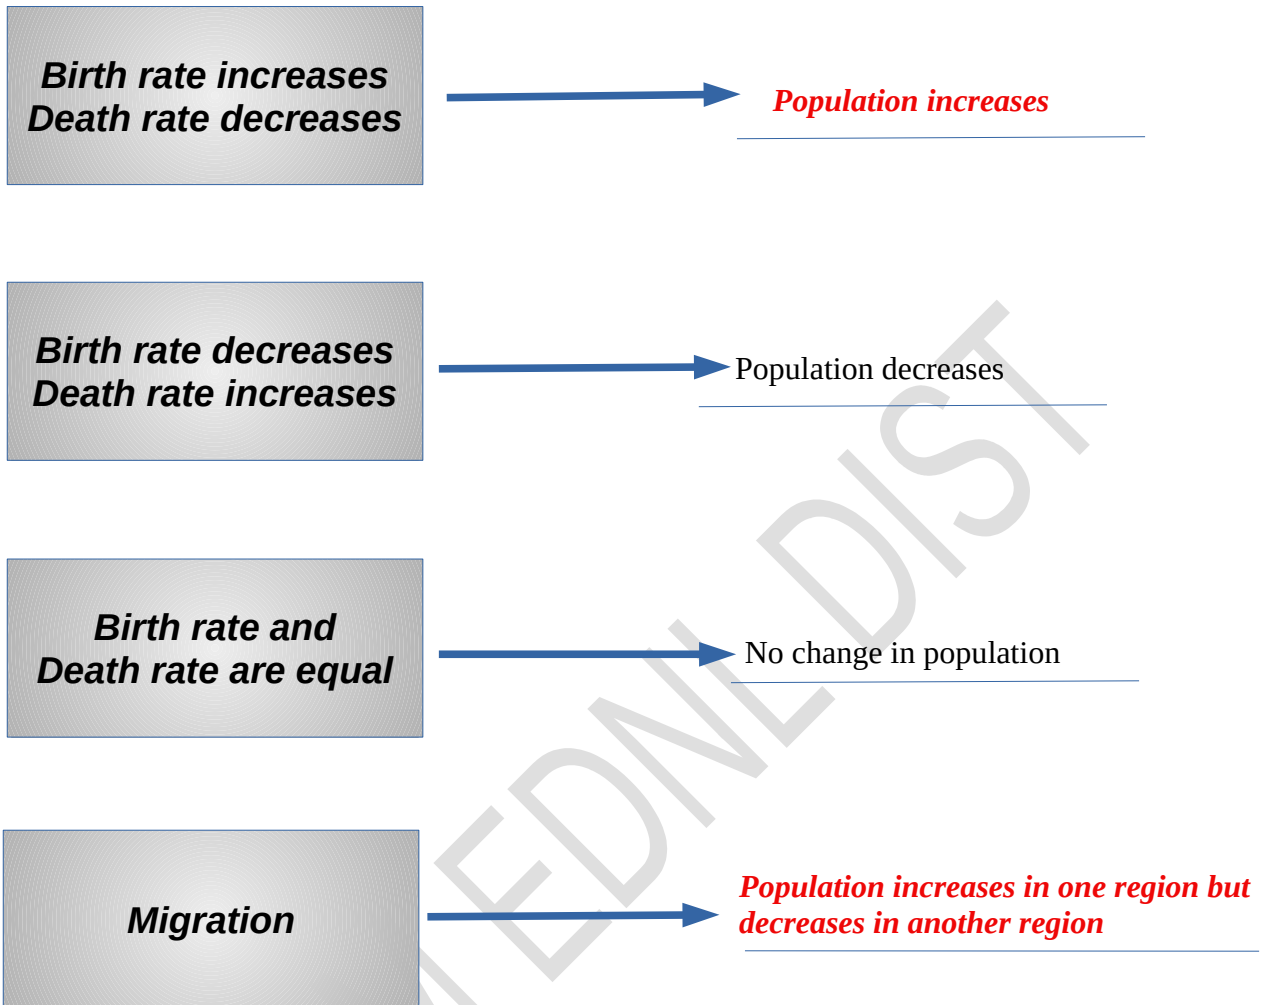 Birth rate increases
Death rate decreases
Population increases
Birth rate decreases
Death rate increases
Population decreases
Birth rate and
Death rate are equal
No change in population
Migration
Population increases in one region but
decreases in another region
EDNL DIST